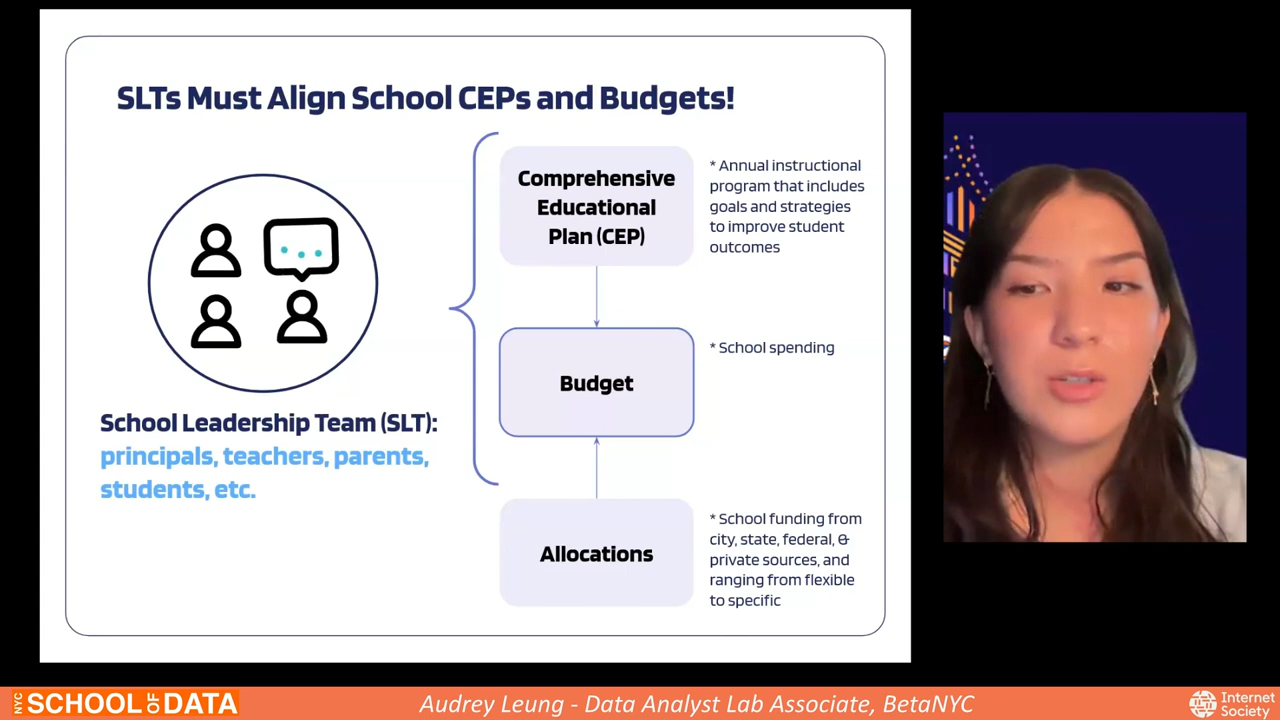 SLTs Must Align School CEPs and Budgets!
School Leadership Team (SLT):
principals, teachers, parents,
students, etc.
Comprehensive
Educational
Plan (CEP)
* Annual instructional
program that includes
goals and strategies
to improve student
outcomes
Budget
* School spending
Allocations
* School funding from
city, state, federal, &
private sources, and
ranging from flexible
to specific
NYC SCHOOL OF DATA
Audrey Leung - Data Analyst Lab Associate, BetaNYC
Internet
Society